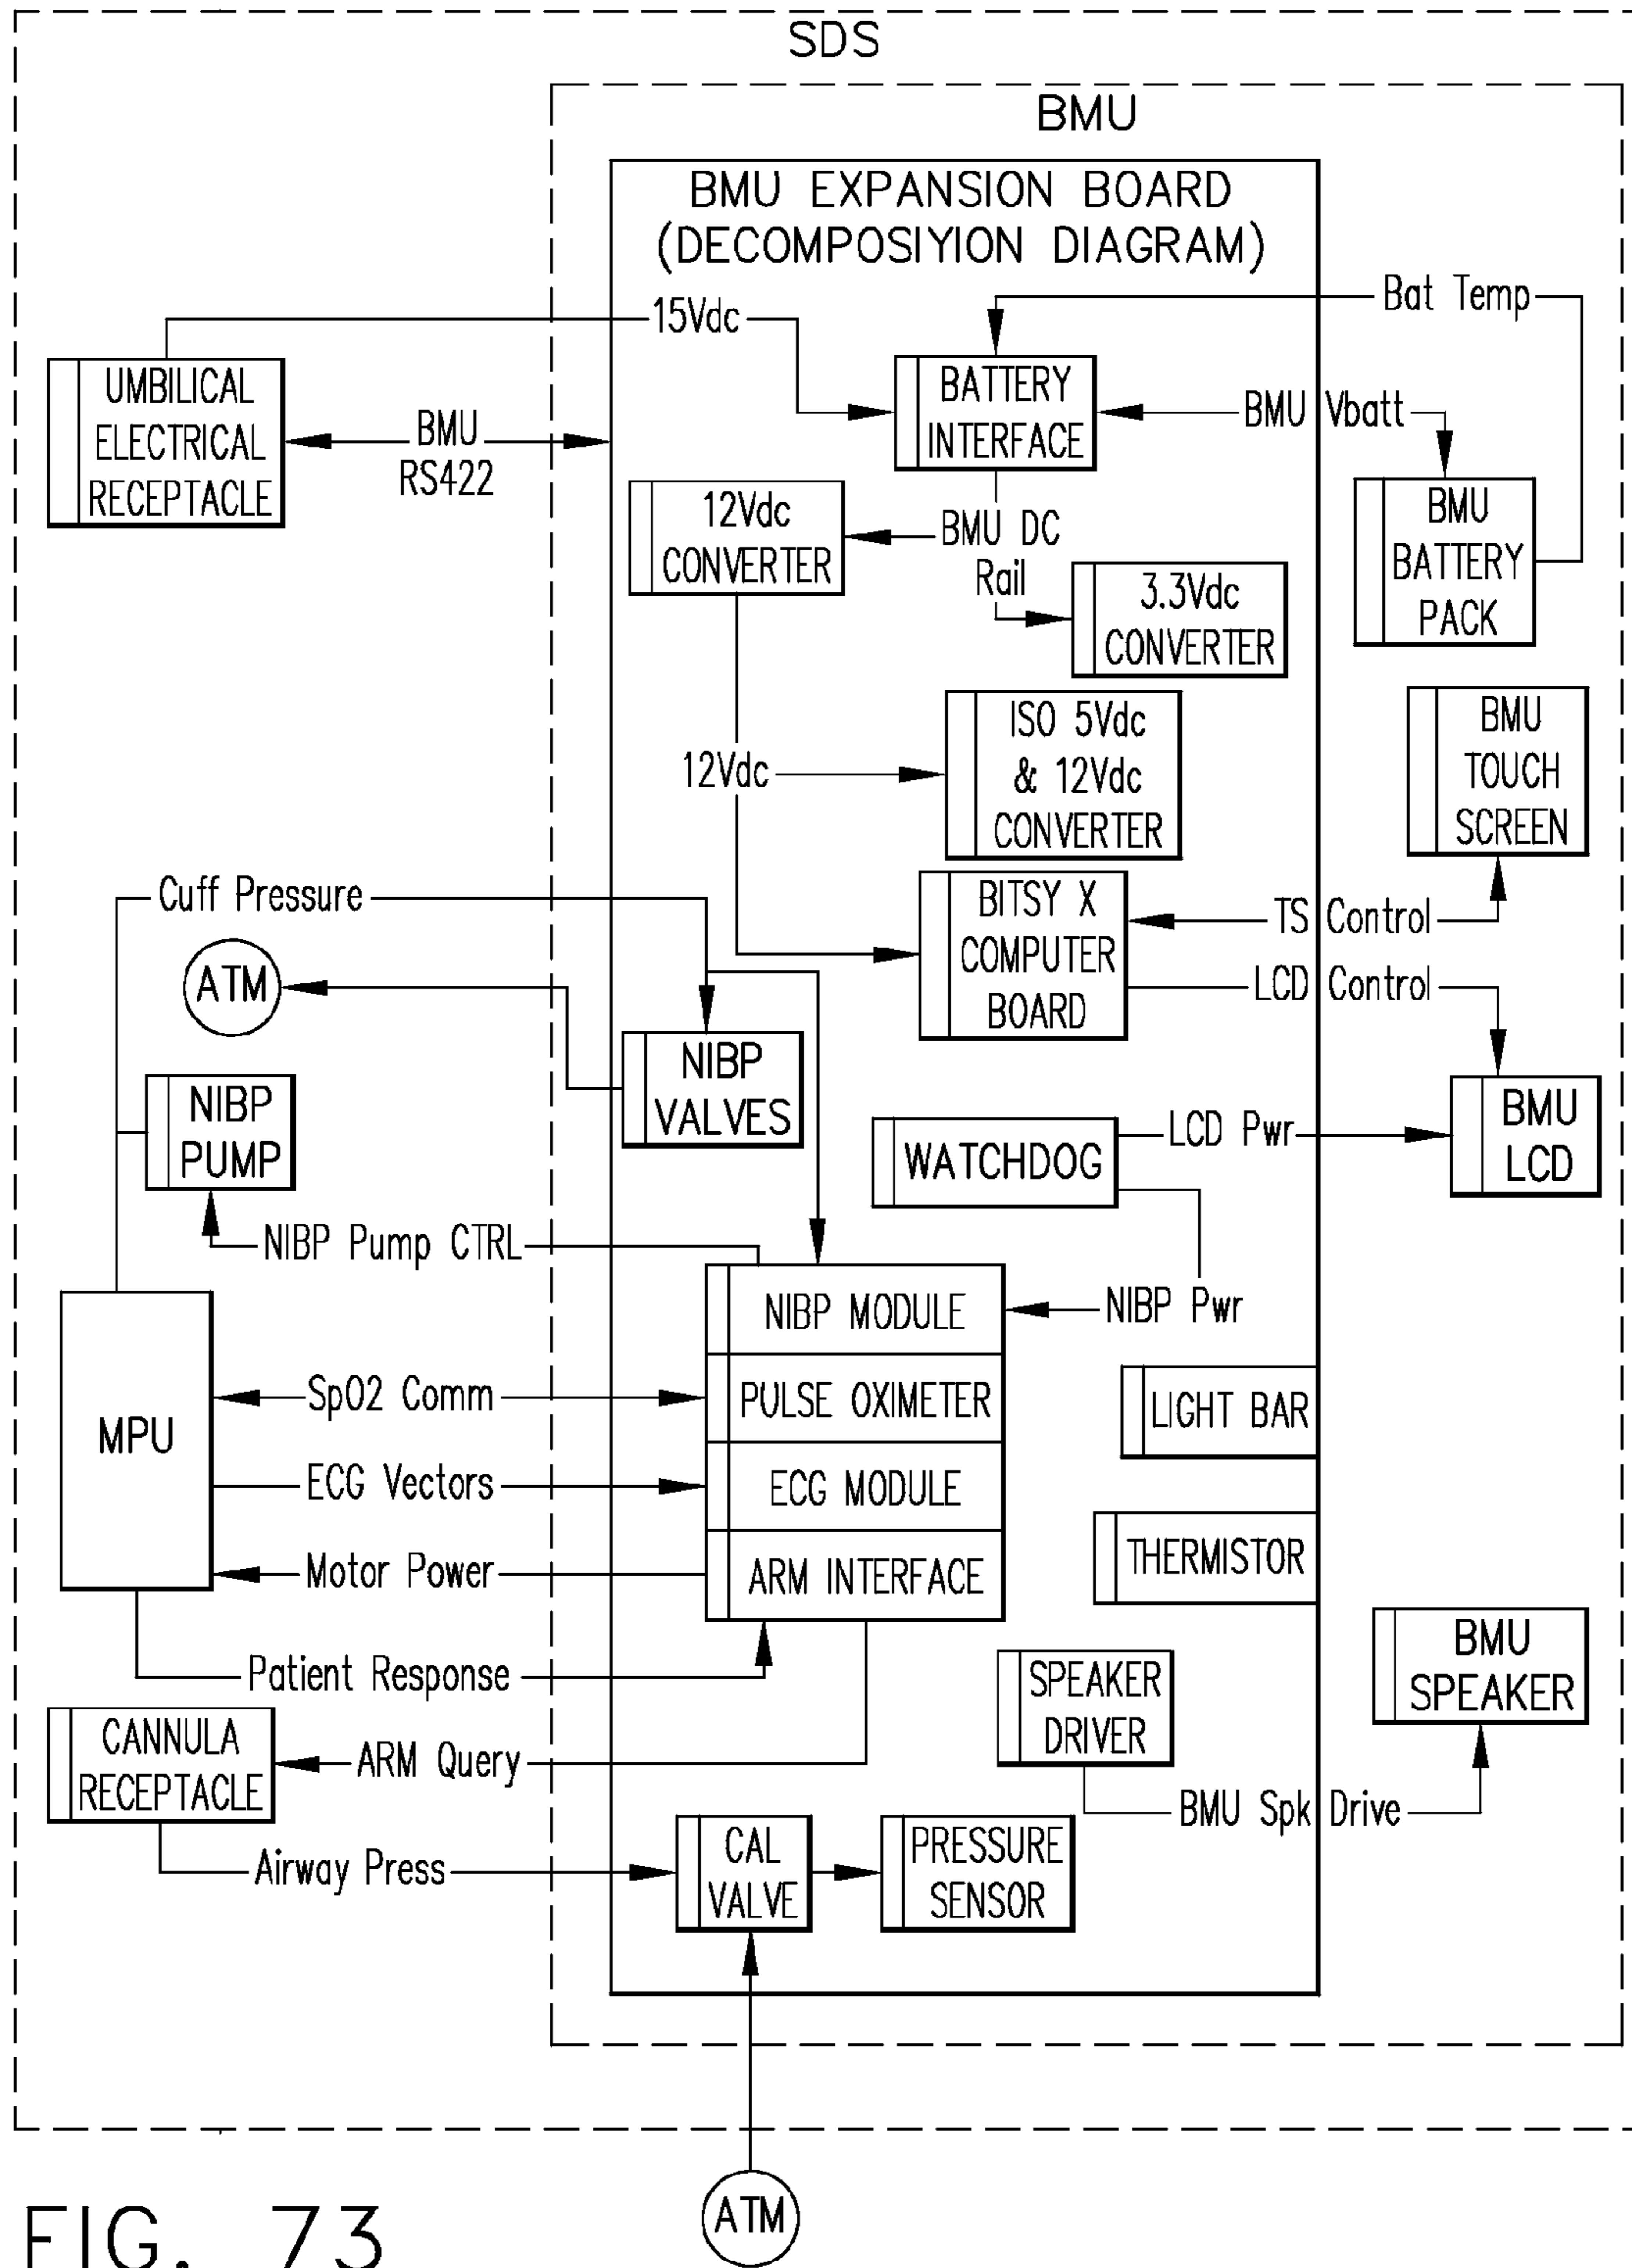 SDS
BMU
BMU EXPANSION BOARD
(DECOMPOSIYION DIAGRAM)
Bat Temp
15Vdc
UMBILICAL
ELECTRICAL
RECEPTACLE
BMU
RS422
BATTERY
INTERFACE
BMU Vbatt
BMU
BATTERY
PACK
12Vdc
CONVERTER
BMU DC
Rail
3.3Vdc
CONVERTER
ISO 5Vdc
& 12Vdc
CONVERTER
12Vdc
BMU
TOUCH
SCREEN
Cuff Pressure
BITSY X
COMPUTER
BOARD
TS Control
LCD Control
ATM
NIBP
VALVES
NIBP
PUMP
WATCHDOG
LCD Pwr
BMU
LCD
NIBP Pump CTRL
NIBP MODULE
NIBP Pwr
MPU
SpO2 Comm
PULSE OXIMETER
LIGHT BAR
ECG Vectors
ECG MODULE
Motor Power
ARM INTERFACE
THERMISTOR
Patient Response
SPEAKER
DRIVER
BMU
SPEAKER
CANNULA
RECEPTACLE
ARM Query
BMU Spk Drive
Airway Press
CAL
VALVE
PRESSURE
SENSOR
ATM
FIG. 73